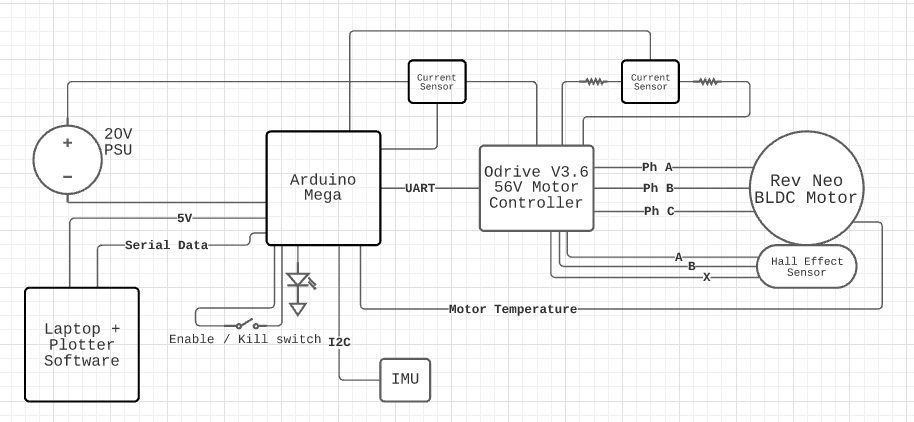 Current
Sensor
Current
Sensor
20V
PSU
+
−
Arduino
Mega
UART
Odrive V3.6
56V Motor
Controller
Ph A
Ph B
Ph C
Rev Neo
BLDC Motor
5V
Serial Data
A
B
X
Hall Effect
Sensor
Motor Temperature
Laptop +
Plotter
Software
Enable / Kill switch
I2C
IMU